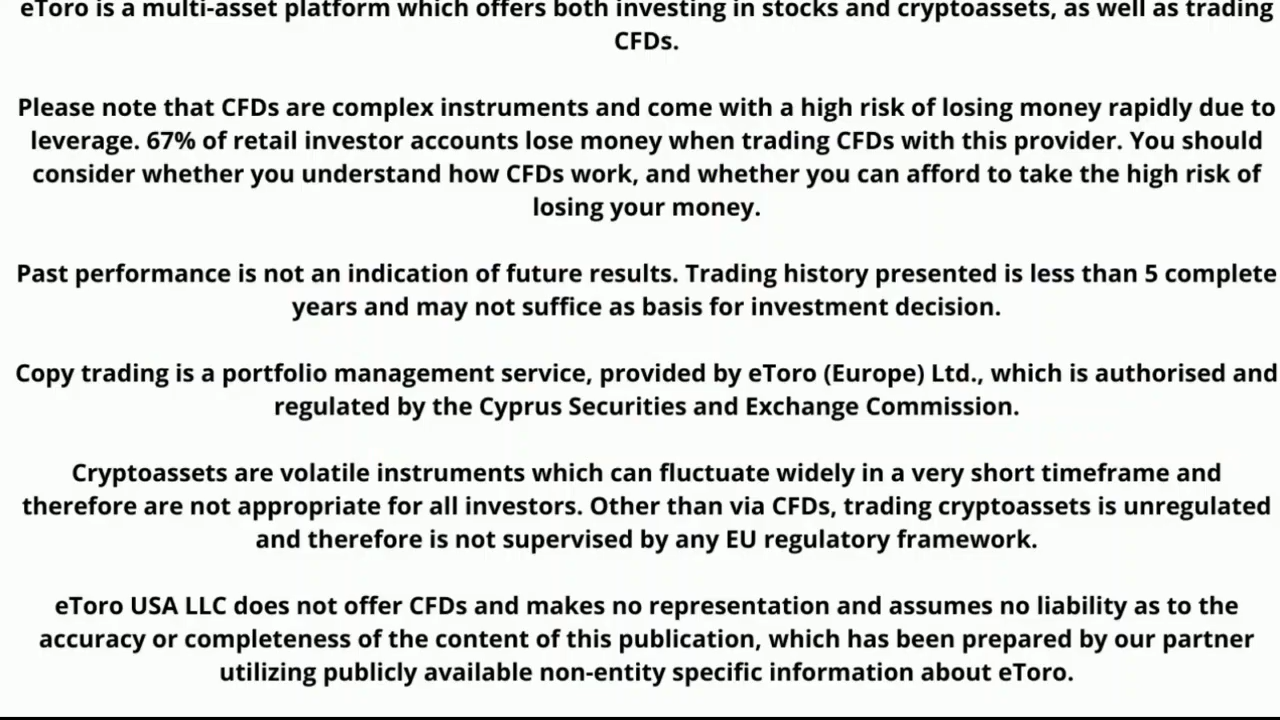 eToro is a multi-asset platform which offers both investing in stocks and cryptoassets, as well as trading
CFDs.
Please note that CFDs are complex instruments and come with a high risk of losing money rapidly due to
leverage. 67% of retail investor accounts lose money when trading CFDs with this provider. You should
consider whether you understand how CFDs work, and whether you can afford to take the high risk of
losing your money.
Past performance is not an indication of future results. Trading history presented is less than 5 complete
years and may not suffice as basis for investment decision.
Copy trading is a portfolio management service, provided by eToro (Europe) Ltd., which is authorised and
regulated by the Cyprus Securities and Exchange Commission.
Cryptoassets are volatile instruments which can fluctuate widely in a very short timeframe and
therefore are not appropriate for all investors. Other than via CFDs, trading cryptoassets is unregulated
and therefore is not supervised by any EU regulatory framework.
eToro USA LLC does not offer CFDs and makes no representation and assumes no liability as to the
accuracy or completeness of the content of this publication, which has been prepared by our partner
utilizing publicly available non-entity specific information about eToro.